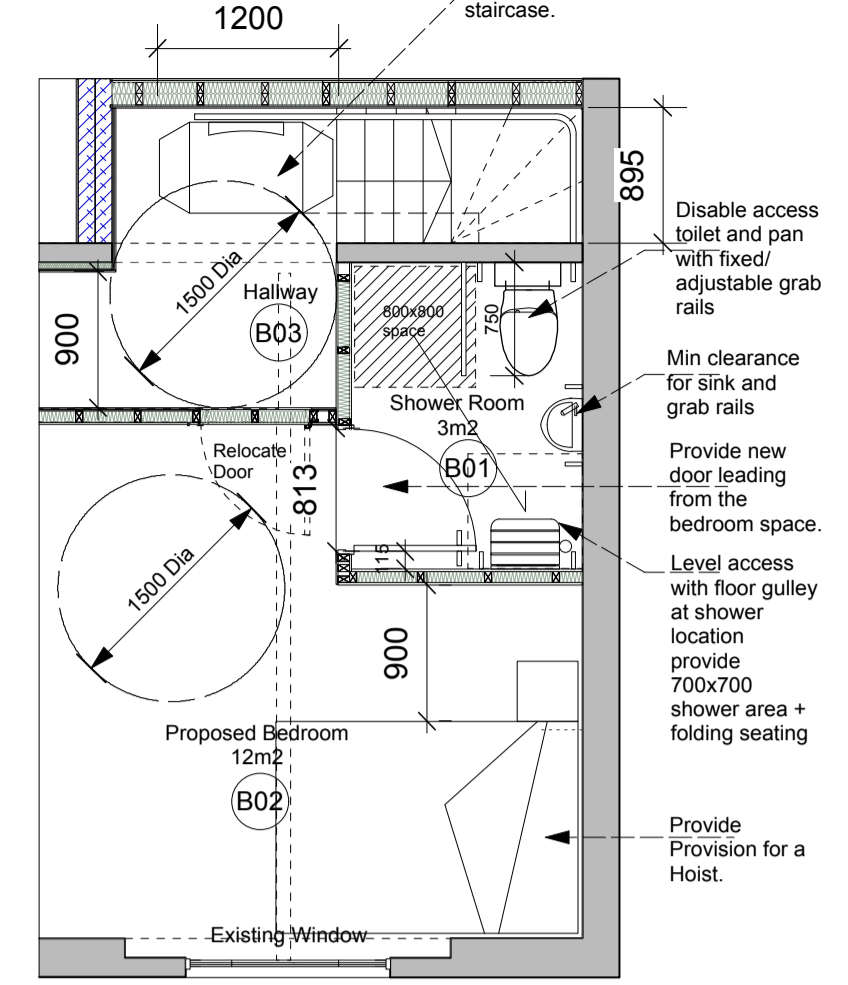 staircase.
1200
895
Disable access
toilet and pan
with fixed/
adjustable grab
rails
1500 Dia
Hallway
B03
900
800x800
space
750
Min clearance
for sink and
grab rails
Shower Room
3m2
B01
Relocate
Door
813
Provide new
door leading
from the
bedroom space.
115
Level access
with floor gulley
at shower
location
provide
700x700
shower area +
folding seating
1500 Dia
900
Proposed Bedroom
12m2
B02
Provide
Provision for a
Hoist.
Existing Window